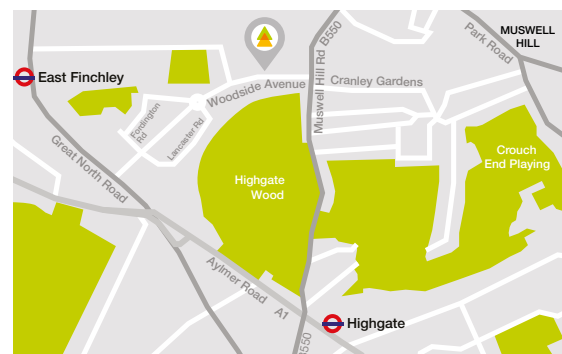 MUSWELL
HILL
Park Road
B550
East Finchley
Cranley Gardens
Woodside Avenue
Muswell Hill Rd
Fordington
Rd
Lancaster Rd
Great North Road
Crouch
End Playing
Highgate
Wood
Aylmer Road
A1
Highgate
B550